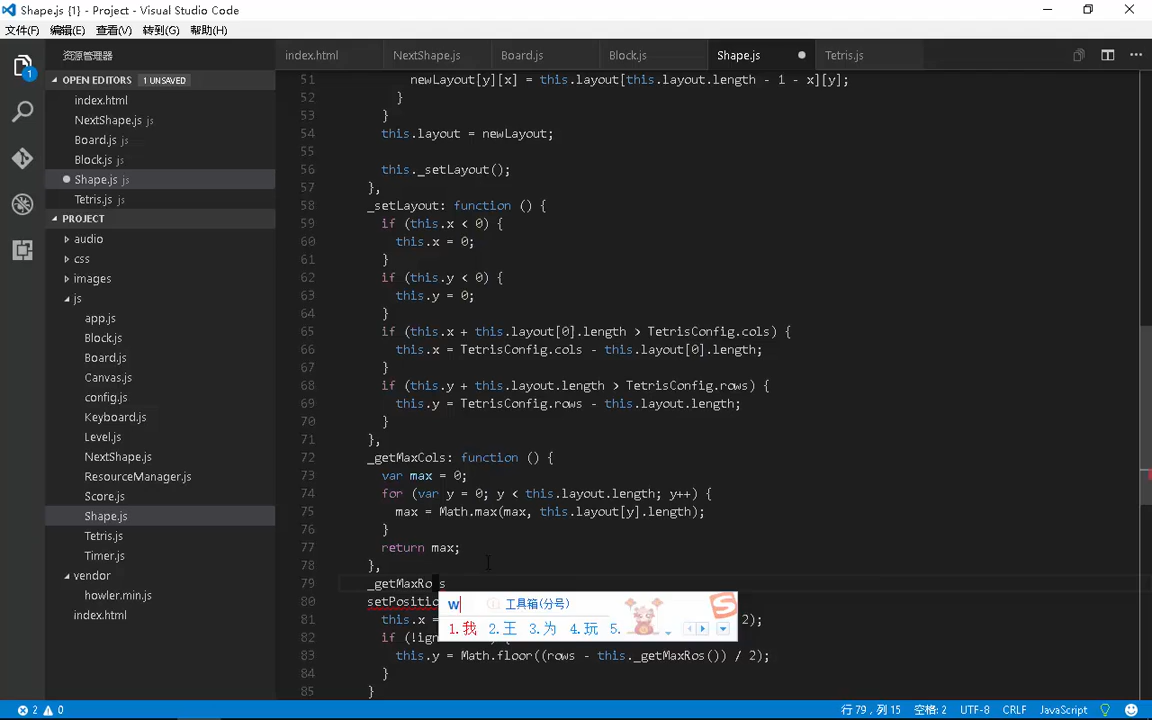 Shape.js {1} - Project - Visual Studio Code
文件(F) 编辑(E) 查看(V) 转到(G) 帮助(H)
资源管理器
OPEN EDITORS 1 UNSAVED
index.html
NextShape.js js
Board.js js
Block.js js
Shape.js js
Tetris.js js
PROJECT
audio
css
images
js
app.js
Block.js
Board.js
Canvas.js
config.js
Keyboard.js
Level.js
NextShape.js
ResourceManager.js
Score.js
Shape.js
Tetris.js
Timer.js
vendor
howler.min.js
index.html
index.html NextShape.js Board.js Block.js Shape.js Tetris.js
51 newLayout[y][x] = this.layout[this.layout.length - 1 - x][y];
52 }
53 }
54 this.layout = newLayout;
55
56 this._setLayout();
57 },
58 _setLayout: function () {
59 if (this.x < 0) {
60 this.x = 0;
61 }
62 if (this.y < 0) {
63 this.y = 0;
64 }
65 if (this.x + this.layout[0].length > TetrisConfig.cols) {
66 this.x = TetrisConfig.cols - this.layout[0].length;
67 }
68 if (this.y + this.layout.length > TetrisConfig.rows) {
69 this.y = TetrisConfig.rows - this.layout.length;
70 }
71 },
72 _getMaxCols: function () {
73 var max = 0;
74 for (var y = 0; y < this.layout.length; y++) {
75 max = Math.max(max, this.layout[y].length);
76 }
77 return max;
78 },
79 _getMaxRos
80 setPositio
81 this.x = 2);
82 if (!ign
83 this.y = Math.floor((rows - this._getMaxRos()) / 2);
84 }
85 }
w 工具箱(分号)
1.我 2.王 3.为 4.玩 5.
1
2 0 行 79，列 15 空格: 2 UTF-8 CRLF JavaScript